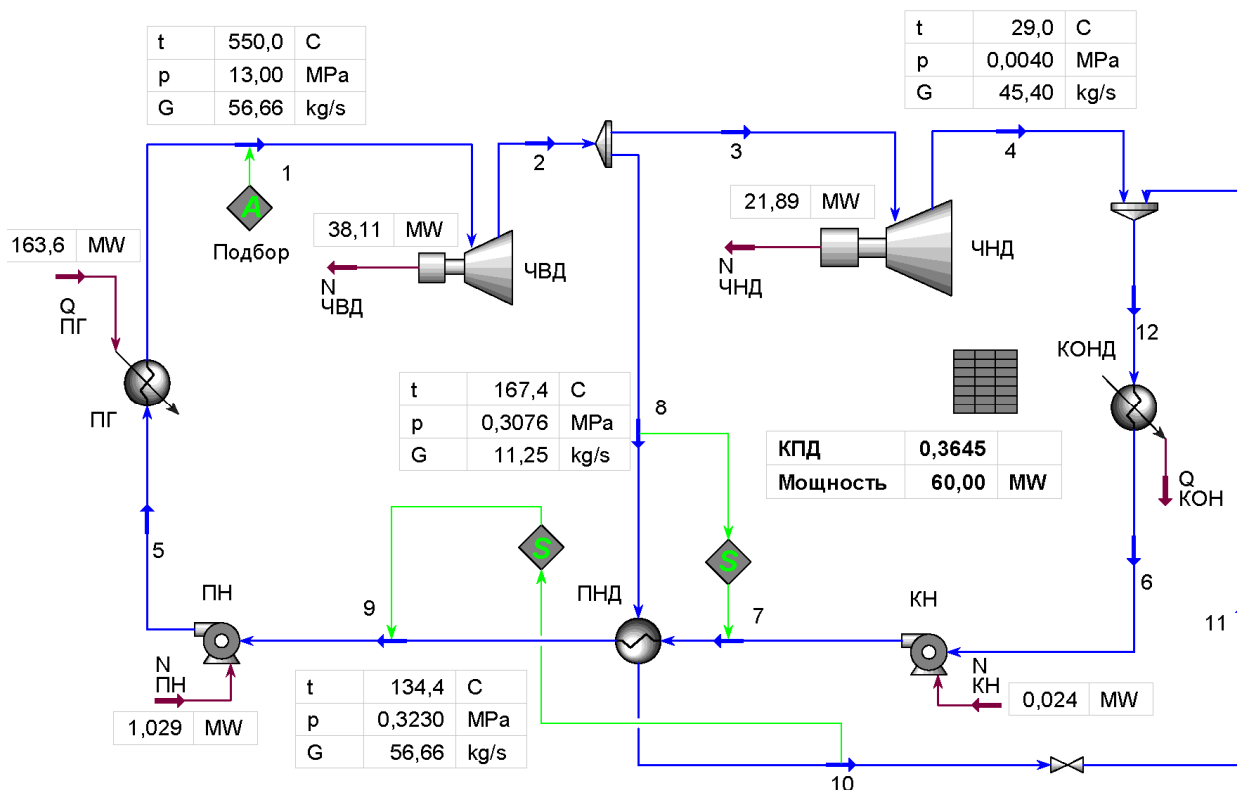 t 550,0 C
p 13,00 MPa
G 56,66 kg/s
t 29,0 C
p 0,0040 MPa
G 45,40 kg/s
1
2
3
4
A
Подбор
163,6 MW
Q
ПГ
38,11 MW
N
ЧВД
ЧВД
21,89 MW
N
ЧНД
ЧНД
12
КОНД
ПГ
t 167,4 C
p 0,3076 MPa
G 11,25 kg/s
8
КПД 0,3645
Мощность 60,00 MW
Q
КОН
5
S
S
6
ПН
9
ПНД
7
КН
11
N
ПН
1,029 MW
t 134,4 C
p 0,3230 MPa
G 56,66 kg/s
N
КН
0,024 MW
10